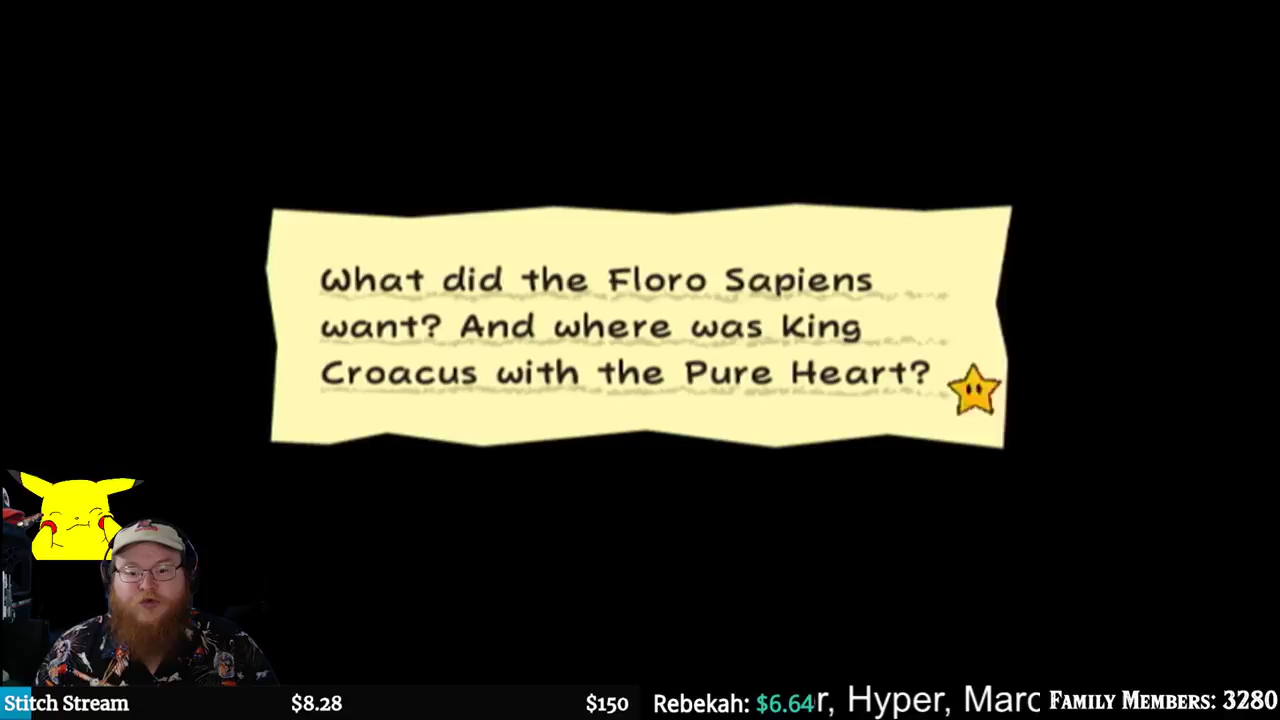 What did the Floro Sapiens
want? And where was King
Croacus with the Pure Heart?
Stitch Stream $8.28 $150 Rebekah: $6.64 r, Hyper, Marc FAMILY MEMBERS: 3280